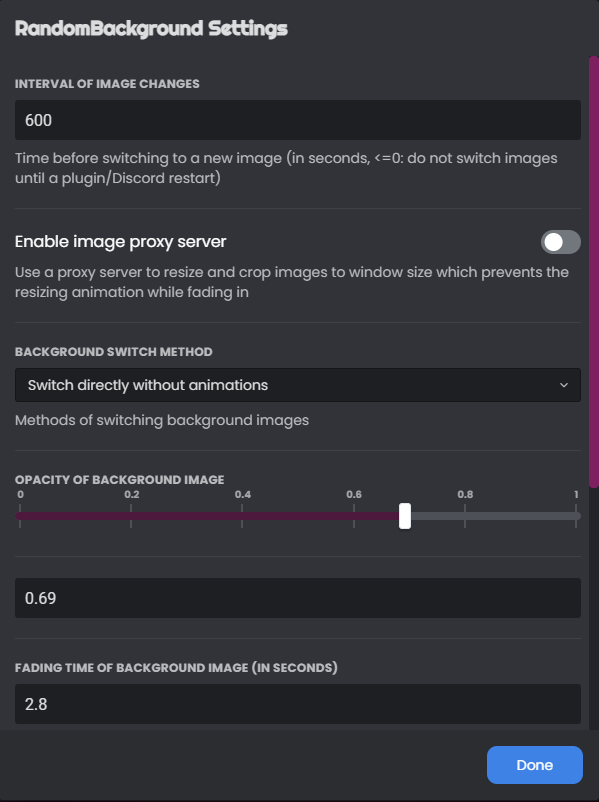 RandomBackground Settings
INTERVAL OF IMAGE CHANGES
600
Time before switching to a new image (in seconds, <=0: do not switch images
until a plugin/Discord restart)
Enable image proxy server
Use a proxy server to resize and crop images to window size which prevents the
resizing animation while fading in
BACKGROUND SWITCH METHOD
Switch directly without animations
Methods of switching background images
OPACITY OF BACKGROUND IMAGE
0 0.2 0.4 0.6 0.8 1
0.69
FADING TIME OF BACKGROUND IMAGE (IN SECONDS)
2.8
Done